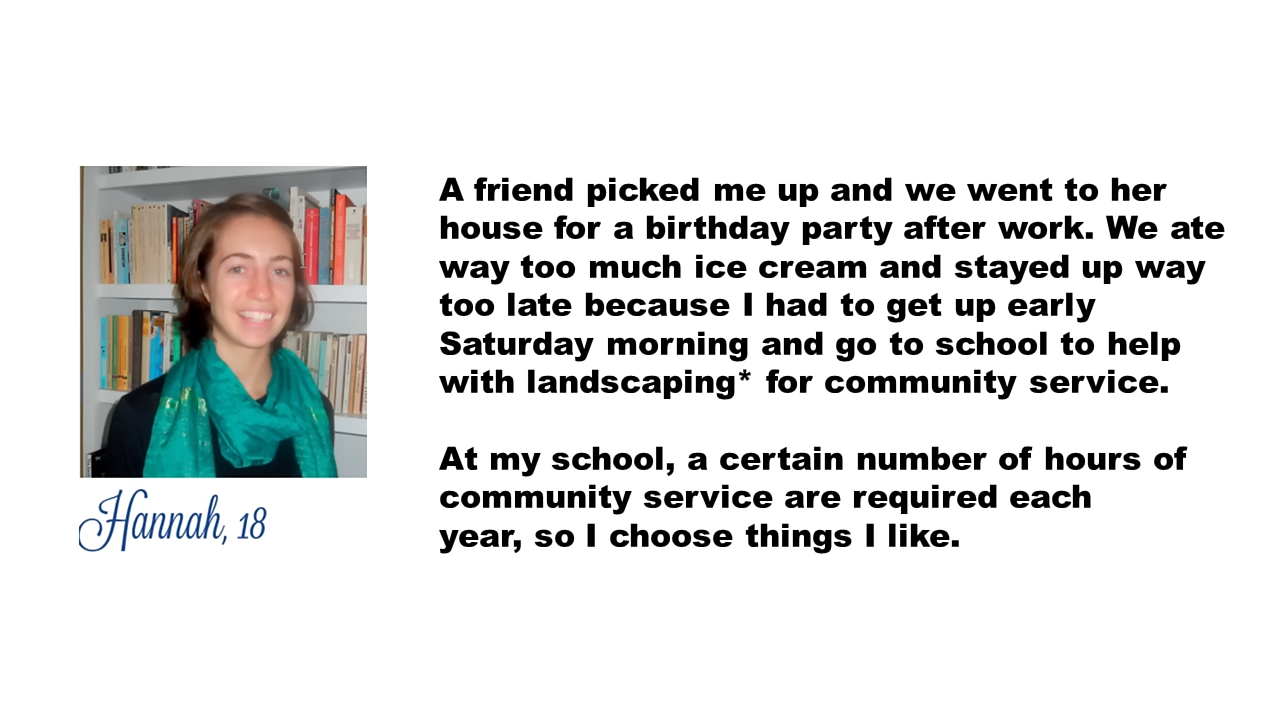 A friend picked me up and we went to her
house for a birthday party after work. We ate
way too much ice cream and stayed up way
too late because I had to get up early
Saturday morning and go to school to help
with landscaping* for community service.
At my school, a certain number of hours of
community service are required each
year, so I choose things I like.
Hannah, 18